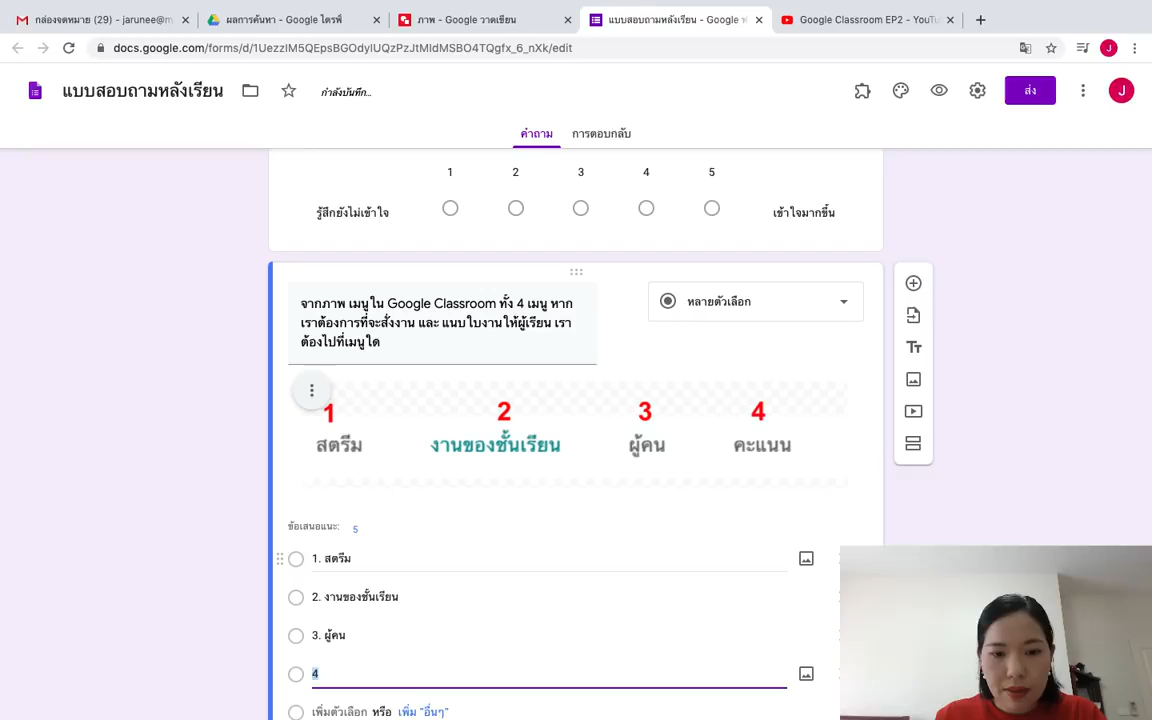 กล่องจดหมาย (29) - jarunee@m
ผลการค้นหา - Google ไดรฟ์
ภาพ - Google วาดเขียน
แบบสอบถามหลังเรียน - Google ฟ
Google Classroom EP2 - YouTu
docs.google.com/forms/d/1UezzlM5QEpsBGOdyIUQzPzJtMIdMSBO4TQgfx_6_nXk/edit
J
แบบสอบถามหลังเรียน
กำลังบันทึก...
ส่ง
J
คำถาม
การตอบกลับ
1 2 3 4 5
รู้สึกยังไม่เข้าใจ
เข้าใจมากขึ้น
จากภาพ เมนูใน Google Classroom ทั้ง 4 เมนู หาก
เราต้องการที่จะสั่งงาน และ แนบใบงานให้ผู้เรียน เรา
ต้องไปที่เมนูใด
หลายตัวเลือก
Tт
1 2 3 4
สตรีม งานของชั้นเรียน ผู้คน คะแนน
ข้อเสนอแนะ: 5
1. สตรีม
2. งานของชั้นเรียน
3. ผู้คน
4
เพิ่มตัวเลือก หรือ เพิ่ม "อื่นๆ"